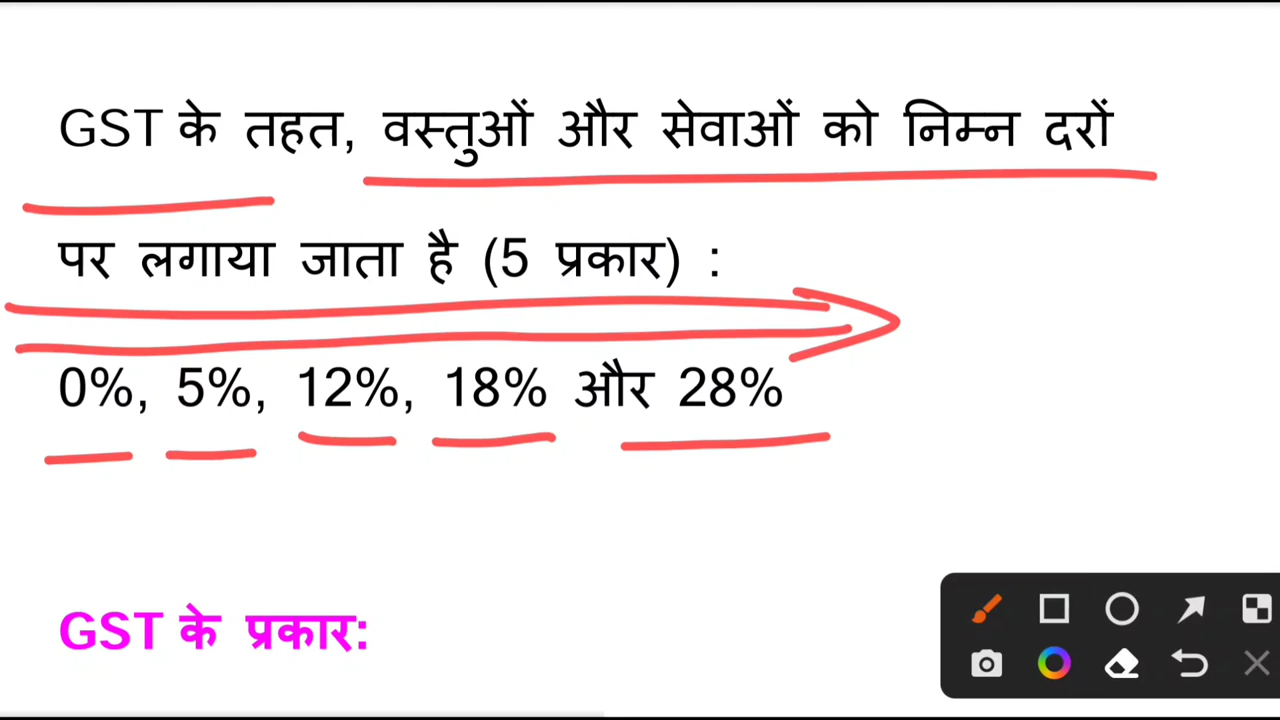 GST के तहत, वस्तुओं और सेवाओं को निम्न दरों
पर लगाया जाता है (5 प्रकार) :
0%, 5%, 12%, 18% और 28%
GST के प्रकार: